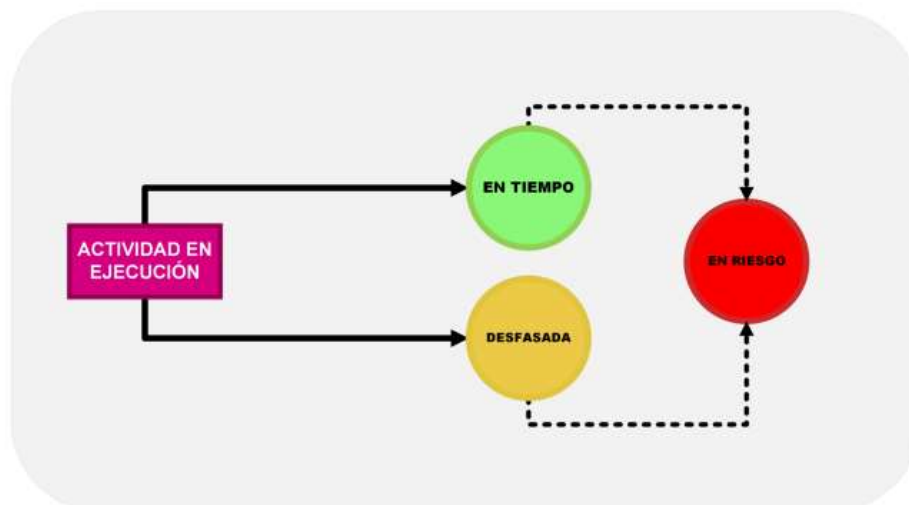 EN TIEMPO
ACTIVIDAD EN
EJECUCIÓN
EN RIESGO
DESFASADA